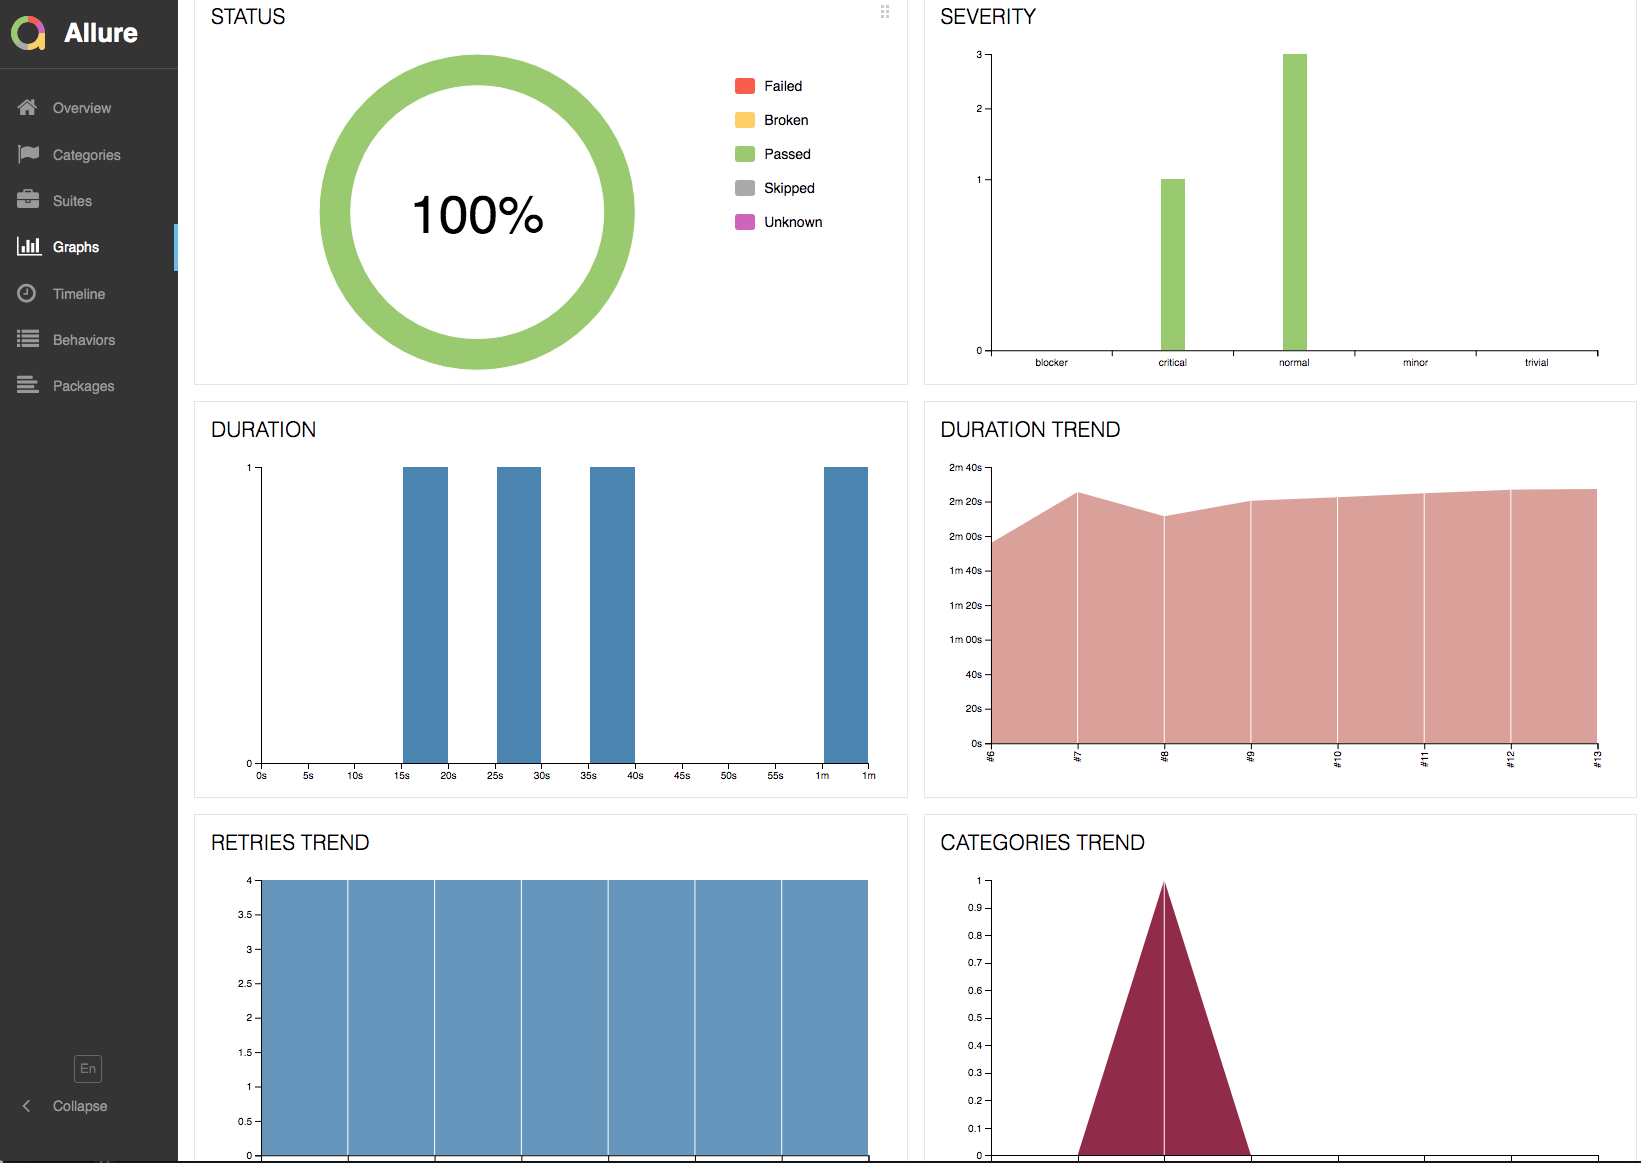 Allure
Overview
Categories
Suites
Graphs
Timeline
Behaviors
Packages
En
Collapse
STATUS
100%
Failed
Broken
Passed
Skipped
Unknown
SEVERITY
3
2
1
0
blocker critical normal minor trivial
DURATION
1
0
0s 5s 10s 15s 20s 25s 30s 35s 40s 45s 50s 55s 1m 1m
DURATION TREND
2m 40s
2m 20s
2m 00s
1m 40s
1m 20s
1m 00s
40s
20s
0s
#6 #7 #8 #9 #10 #11 #12 #13
RETRIES TREND
4
3.5
3
2.5
2
1.5
1
0.5
0
CATEGORIES TREND
1
0.9
0.8
0.7
0.6
0.5
0.4
0.3
0.2
0.1
0